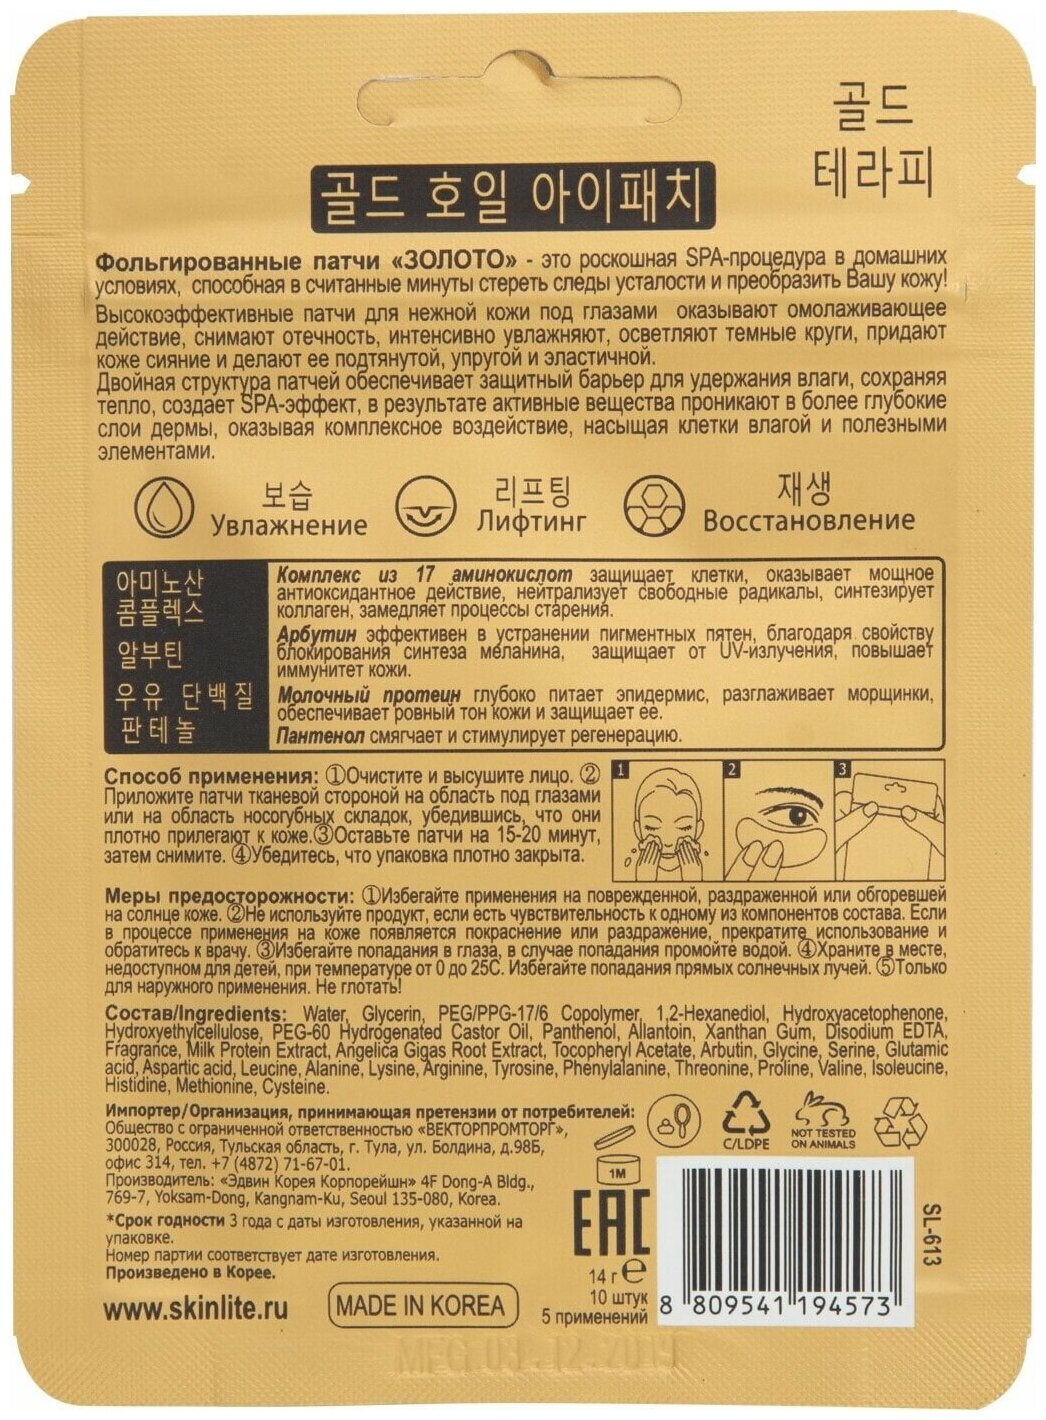 골드
테라피
골드 호일 아이패치
Фольгированные патчи «ЗОЛОТО» - это роскошная SPA-процедура в домашних
условиях, способная в считанные минуты стереть следы усталости и преобразить Вашу кожу!
Высокоэффективные патчи для нежной кожи под глазами оказывают омолаживающее
действие, снимают отечность, интенсивно увлажняют, осветляют темные круги, придают
коже сияние и делают ее подтянутой, упругой и эластичной.
Двойная структура патчей обеспечивает защитный барьер для удержания влаги, сохраняя
тепло, создает SPA-эффект, в результате активные вещества проникают в более глубокие
слои дермы, оказывая комплексное воздействие, насыщая клетки влагой и полезными
элементами.
보습
Увлажнение
리프팅
Лифтинг
재생
Восстановление
아미노산
콤플렉스
알부틴
우유 단백질
판테놀
Комплекс из 17 аминокислот защищает клетки, оказывает мощное
антиоксидантное действие, нейтрализует свободные радикалы, синтезирует
коллаген, замедляет процессы старения.
Арбутин эффективен в устранении пигментных пятен, благодаря свойству
блокирования синтеза меланина, защищает от UV-излучения, повышает
иммунитет кожи.
Молочный протеин глубоко питает эпидермис, разглаживает морщинки,
обеспечивает ровный тон кожи и защищает ее.
Пантенол смягчает и стимулирует регенерацию.
Способ применения: ①Очистите и высушите лицо. ②
Приложите патчи тканевой стороной на область под глазами
или на область носогубных складок, убедившись, что они
плотно прилегают к коже.③Оставьте патчи на 15-20 минут,
затем снимите. ④Убедитесь, что упаковка плотно закрыта.
1
2
3
Меры предосторожности: ①Избегайте применения на поврежденной, раздраженной или обгоревшей
на солнце коже. ②Не используйте продукт, если есть чувствительность к одному из компонентов состава. Если
в процессе применения на коже появляется покраснение или раздражение, прекратите использование и
обратитесь к врачу. ③Избегайте попадания в глаза, в случае попадания промойте водой. ④Храните в месте,
недоступном для детей, при температуре от 0 до 25С. Избегайте попадания прямых солнечных лучей. ⑤Только
для наружного применения. Не глотать!
Состав/Ingredients: Water, Glycerin, PEG/PPG-17/6 Copolymer, 1,2-Hexanediol, Hydroxyacetophenone,
Hydroxyethylcellulose, PEG-60 Hydrogenated Castor Oil, Panthenol, Allantoin, Xanthan Gum, Disodium EDTA,
Fragrance, Milk Protein Extract, Angelica Gigas Root Extract, Tocopheryl Acetate, Arbutin, Glycine, Serine, Glutamic
acid, Aspartic acid, Leucine, Alanine, Lysine, Arginine, Tyrosine, Phenylalanine, Threonine, Proline, Valine, Isoleucine,
Histidine, Methionine, Cysteine.
Импортер/Организация, принимающая претензии от потребителей:
Общество с ограниченной ответственностью «ВЕКТОРПРОМТОРГ»,
300028, Россия, Тульская область, г. Тула, ул. Болдина, д.98Б,
офис 314, тел. +7 (4872) 71-67-01.
Производитель: «Эдвин Корея Корпорейшн» 4F Dong-A Bldg.,
769-7, Yoksam-Dong, Kangnam-Ku, Seoul 135-080, Korea.
*Срок годности 3 года с даты изготовления, указанной на
упаковке.
Номер партии соответствует дате изготовления.
Произведено в Корее.
www.skinlite.ru
MADE IN KOREA
C/LDPE
NOT TESTED
ON ANIMALS
1M
EAC
14 г ℮
10 штук
5 применений
8 809541 194573
SL-613
MFG 03.12.2019